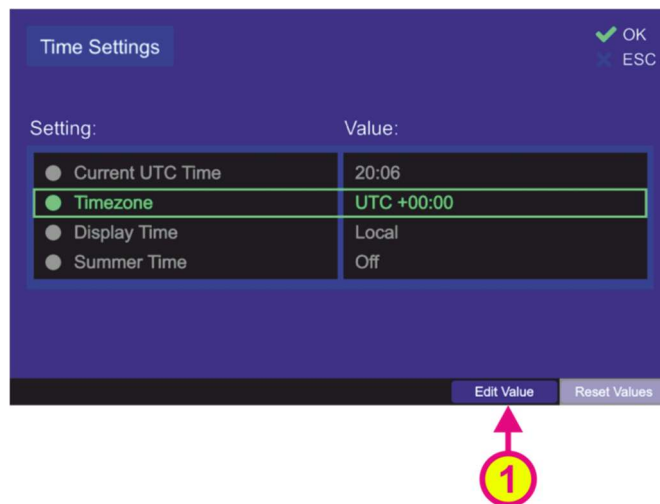 Time Settings
OK
ESC
Setting: Value:
Current UTC Time 20:06
Timezone UTC +00:00
Display Time Local
Summer Time Off
Edit Value Reset Values
1